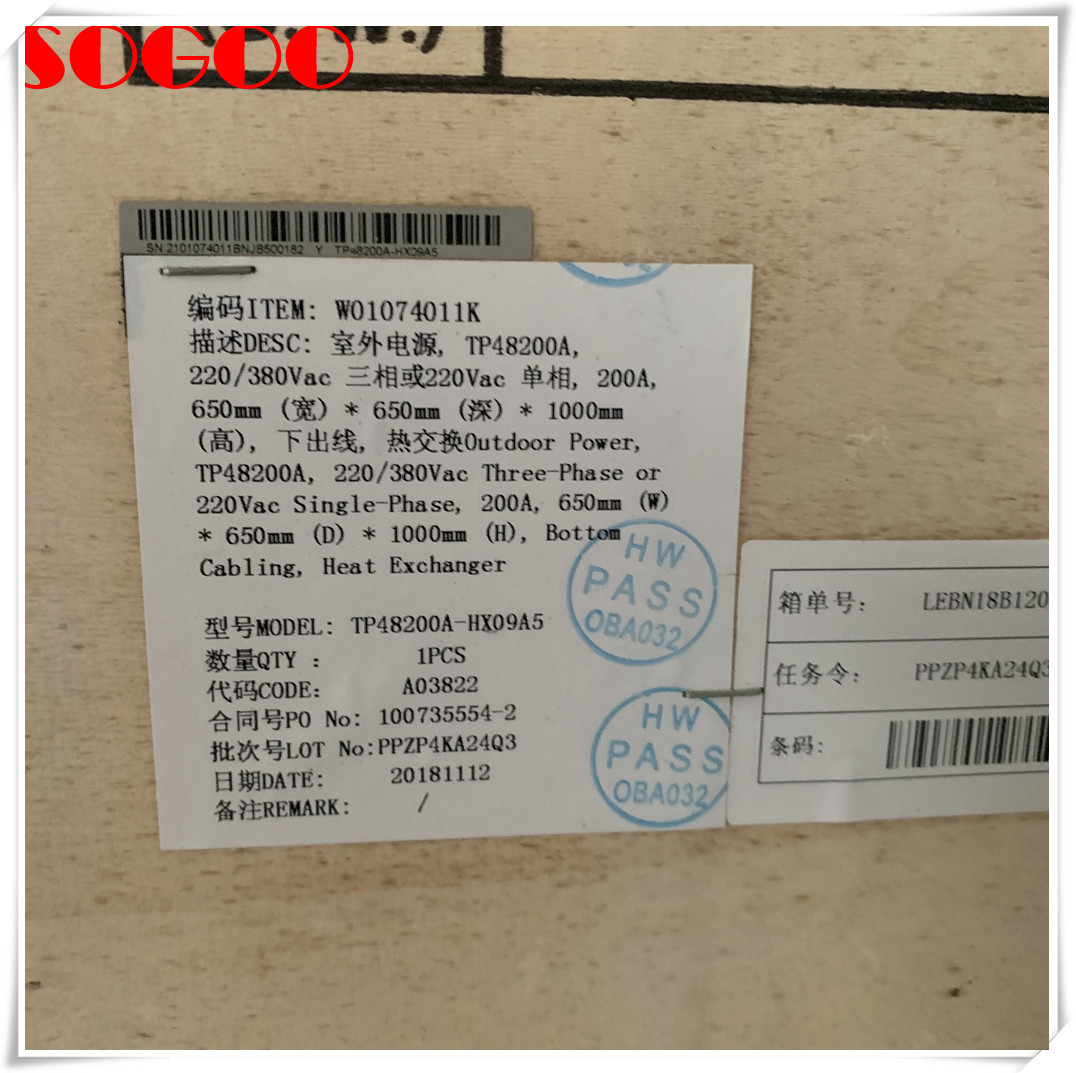 SOGOO
SN 2101074011BNJB500182 Y TP48200A-HX09A5
编码ITEM: W01074011K
描述DESC: 室外电源, TP48200A,
220/380Vac 三相或220Vac 单相, 200A,
650mm (宽) * 650mm (深) * 1000mm
(高), 下出线, 热交换Outdoor Power,
TP48200A, 220/380Vac Three-Phase or
220Vac Single-Phase, 200A, 650mm (W)
* 650mm (D) * 1000mm (H), Bottom
Cabling, Heat Exchanger
型号MODEL: TP48200A-HX09A5
数量QTY : 1PCS
代码CODE: A03822
合同号PO No: 100735554-2
批次号LOT No:PPZP4KA24Q3
日期DATE: 20181112
备注REMARK: /
HW
PASS
OBA032
HW
PASS
OBA032
箱单号: LEBN18B120
任务令: PPZP4KA24Q3
条码: